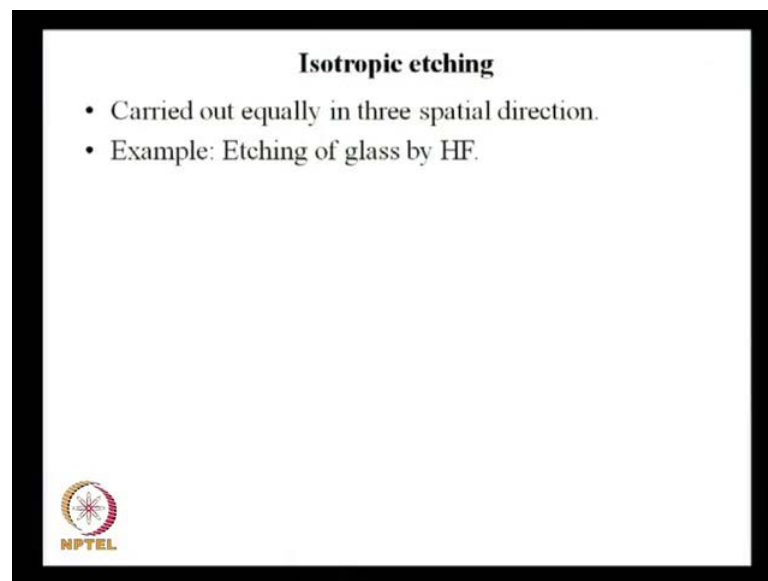 Isotropic etching
• Carried out equally in three spatial direction.
• Example: Etching of glass by HF.
NPTEL